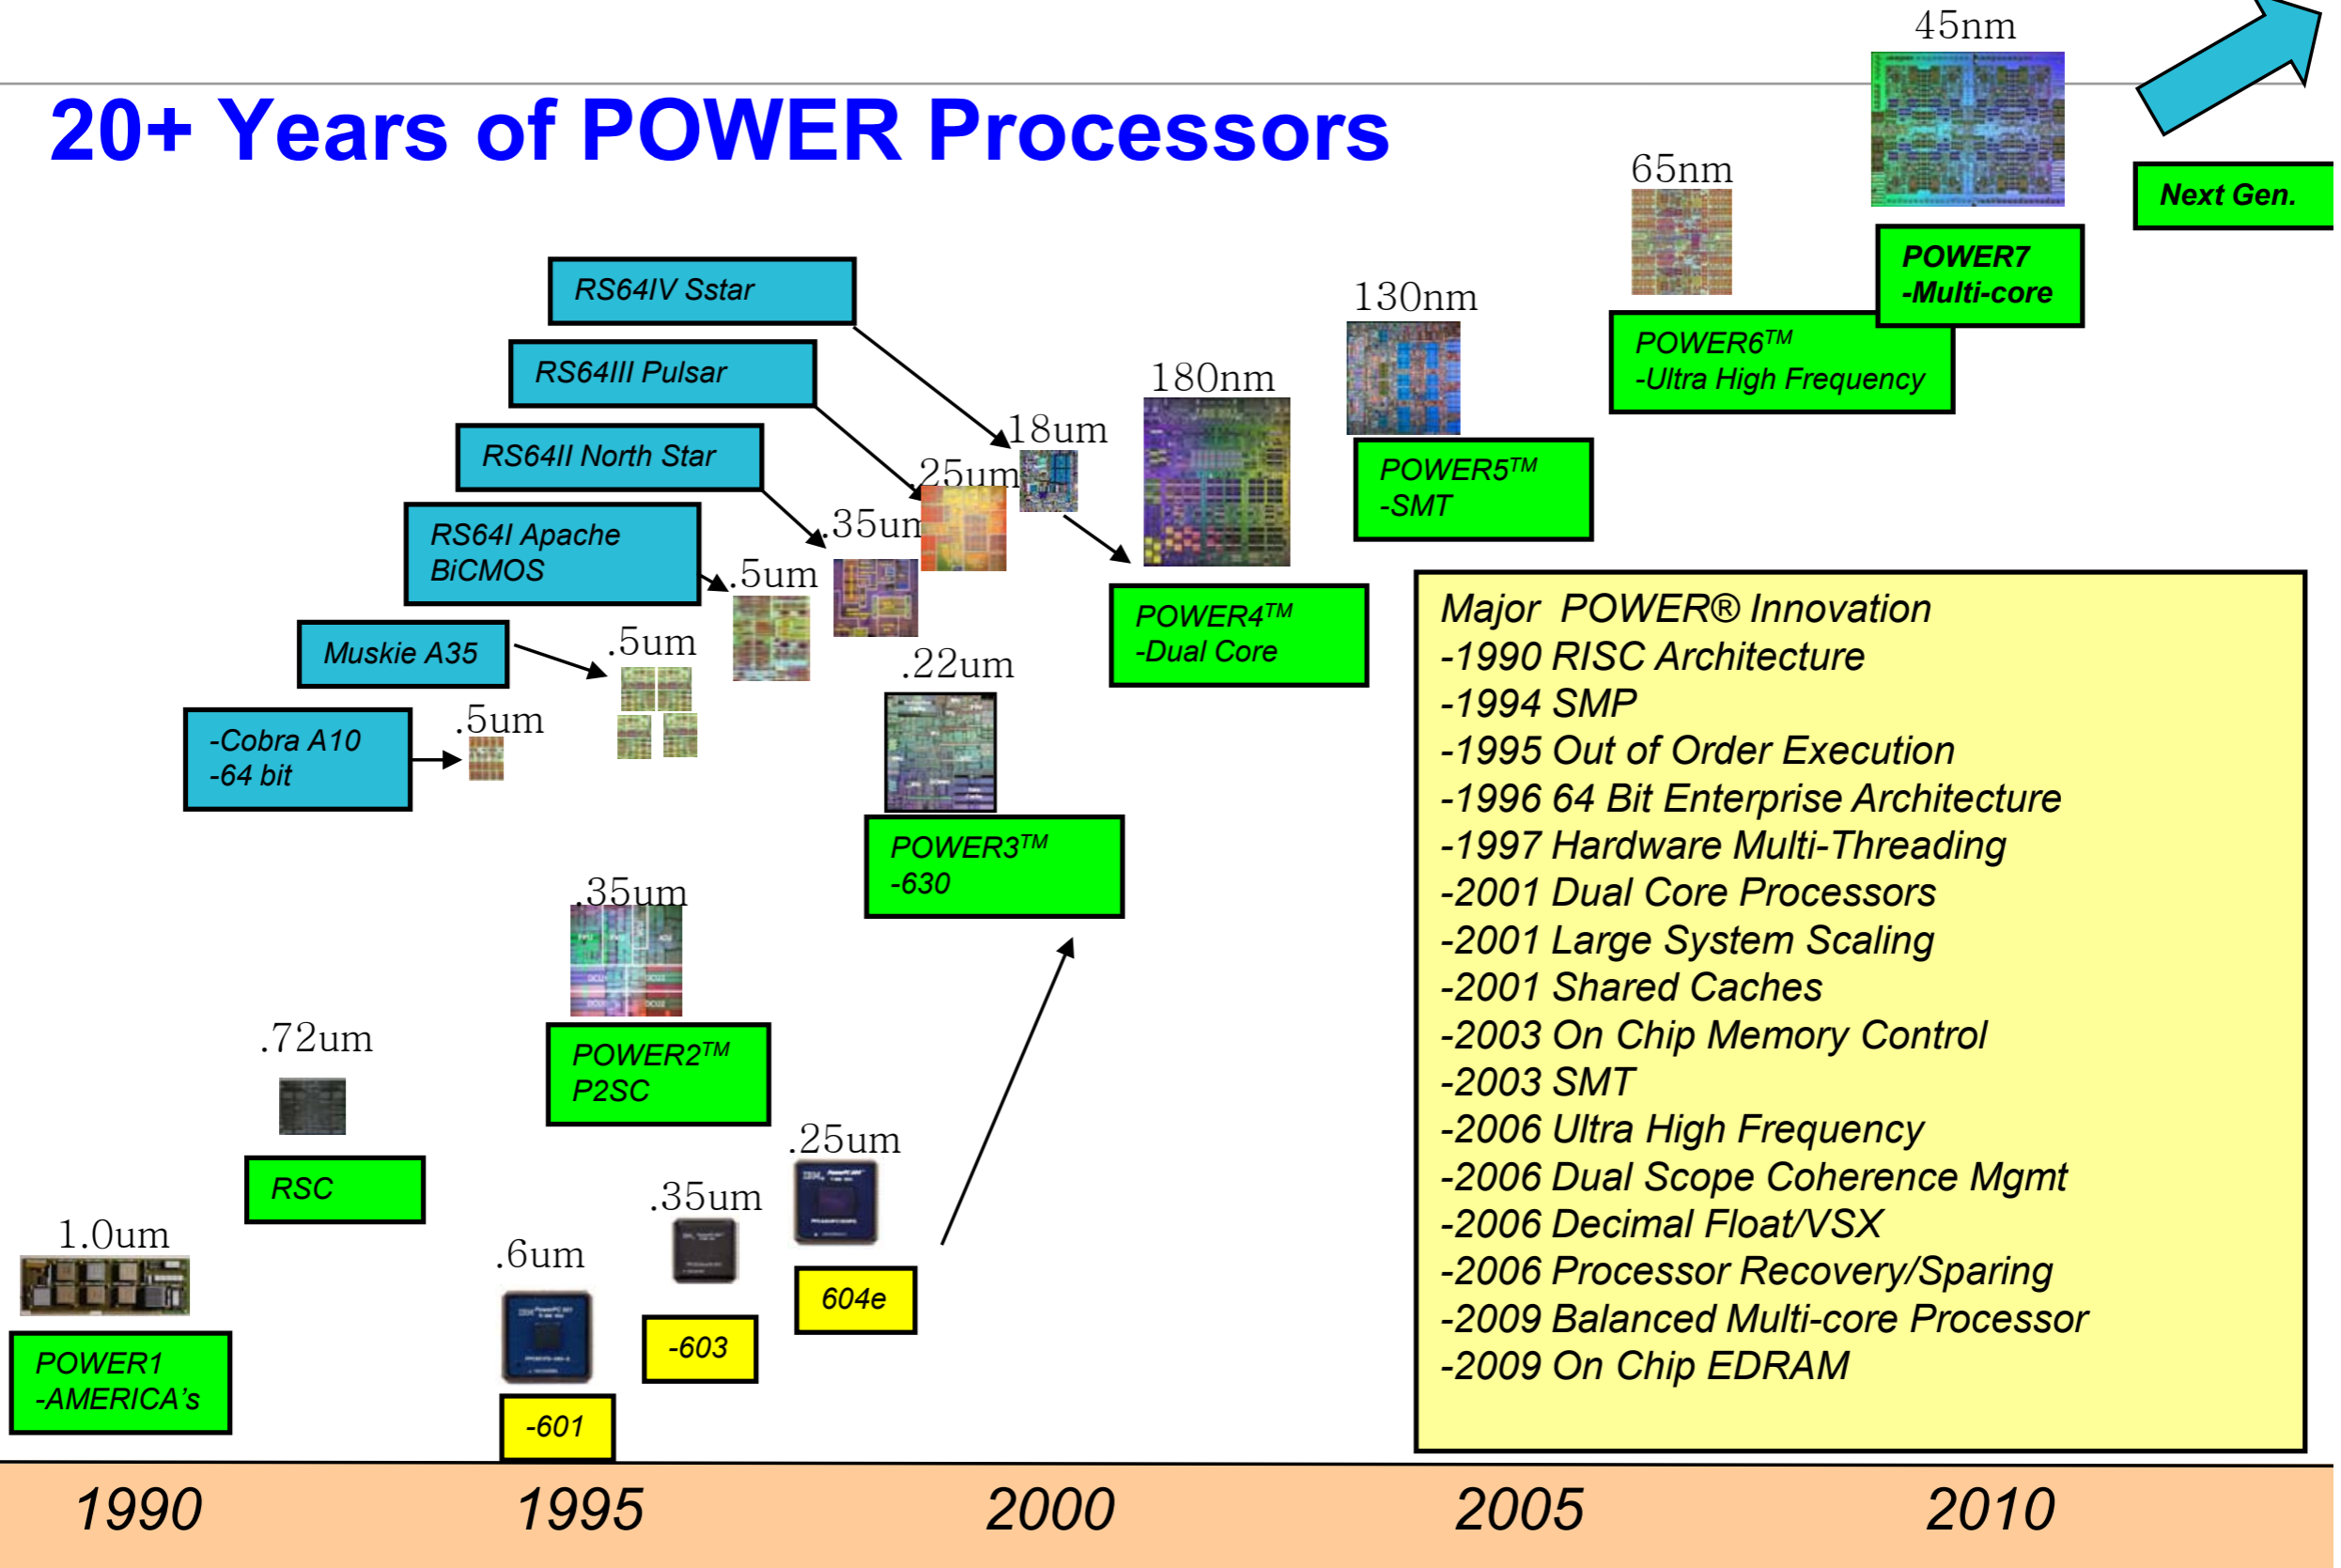 45nm
20+ Years of POWER Processors
65nm
Next Gen.
RS64IV Sstar
POWER7
-Multi-core
130nm
POWER6TM
-Ultra High Frequency
RS64III Pulsar
180nm
18um
RS64II North Star
.25um
POWER5TM
-SMT
RS64I Apache
BiCMOS
.35um
.5um
POWER4TM
-Dual Core
Muskie A35
.5um
.22um
-Cobra A10
-64 bit
.5um
POWER3TM
-630
Major POWER® Innovation
-1990 RISC Architecture
-1994 SMP
-1995 Out of Order Execution
-1996 64 Bit Enterprise Architecture
-1997 Hardware Multi-Threading
-2001 Dual Core Processors
-2001 Large System Scaling
-2001 Shared Caches
-2003 On Chip Memory Control
-2003 SMT
-2006 Ultra High Frequency
-2006 Dual Scope Coherence Mgmt
-2006 Decimal Float/VSX
-2006 Processor Recovery/Sparing
-2009 Balanced Multi-core Processor
-2009 On Chip EDRAM
.35um
POWER2TM
P2SC
.72um
RSC
.25um
604e
.35um
-603
.6um
-601
1.0um
POWER1
-AMERICA's
1990
1995
2000
2005
2010